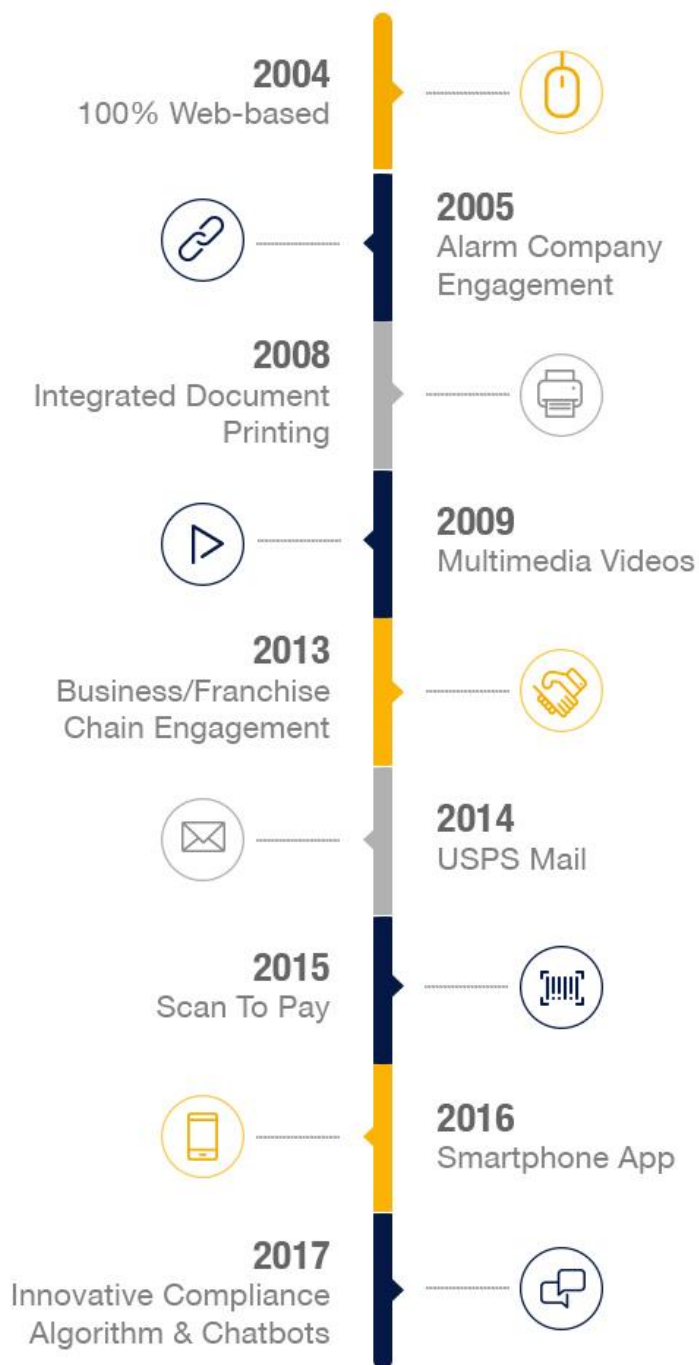 2004
100% Web-based
2005
Alarm Company
Engagement
2008
Integrated Document
Printing
2009
Multimedia Videos
2013
Business/Franchise
Chain Engagement
2014
USPS Mail
2015
Scan To Pay
2016
Smartphone App
2017
Innovative Compliance
Algorithm & Chatbots